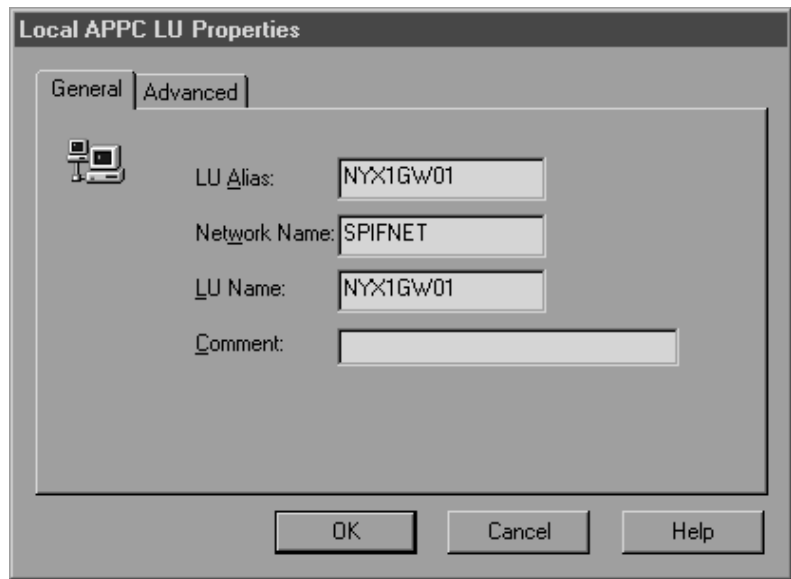 Local APPC LU Properties
General Advanced
LU Alias: NYX1GW01
Network Name: SPIFNET
LU Name: NYX1GW01
Comment:
OK Cancel Help